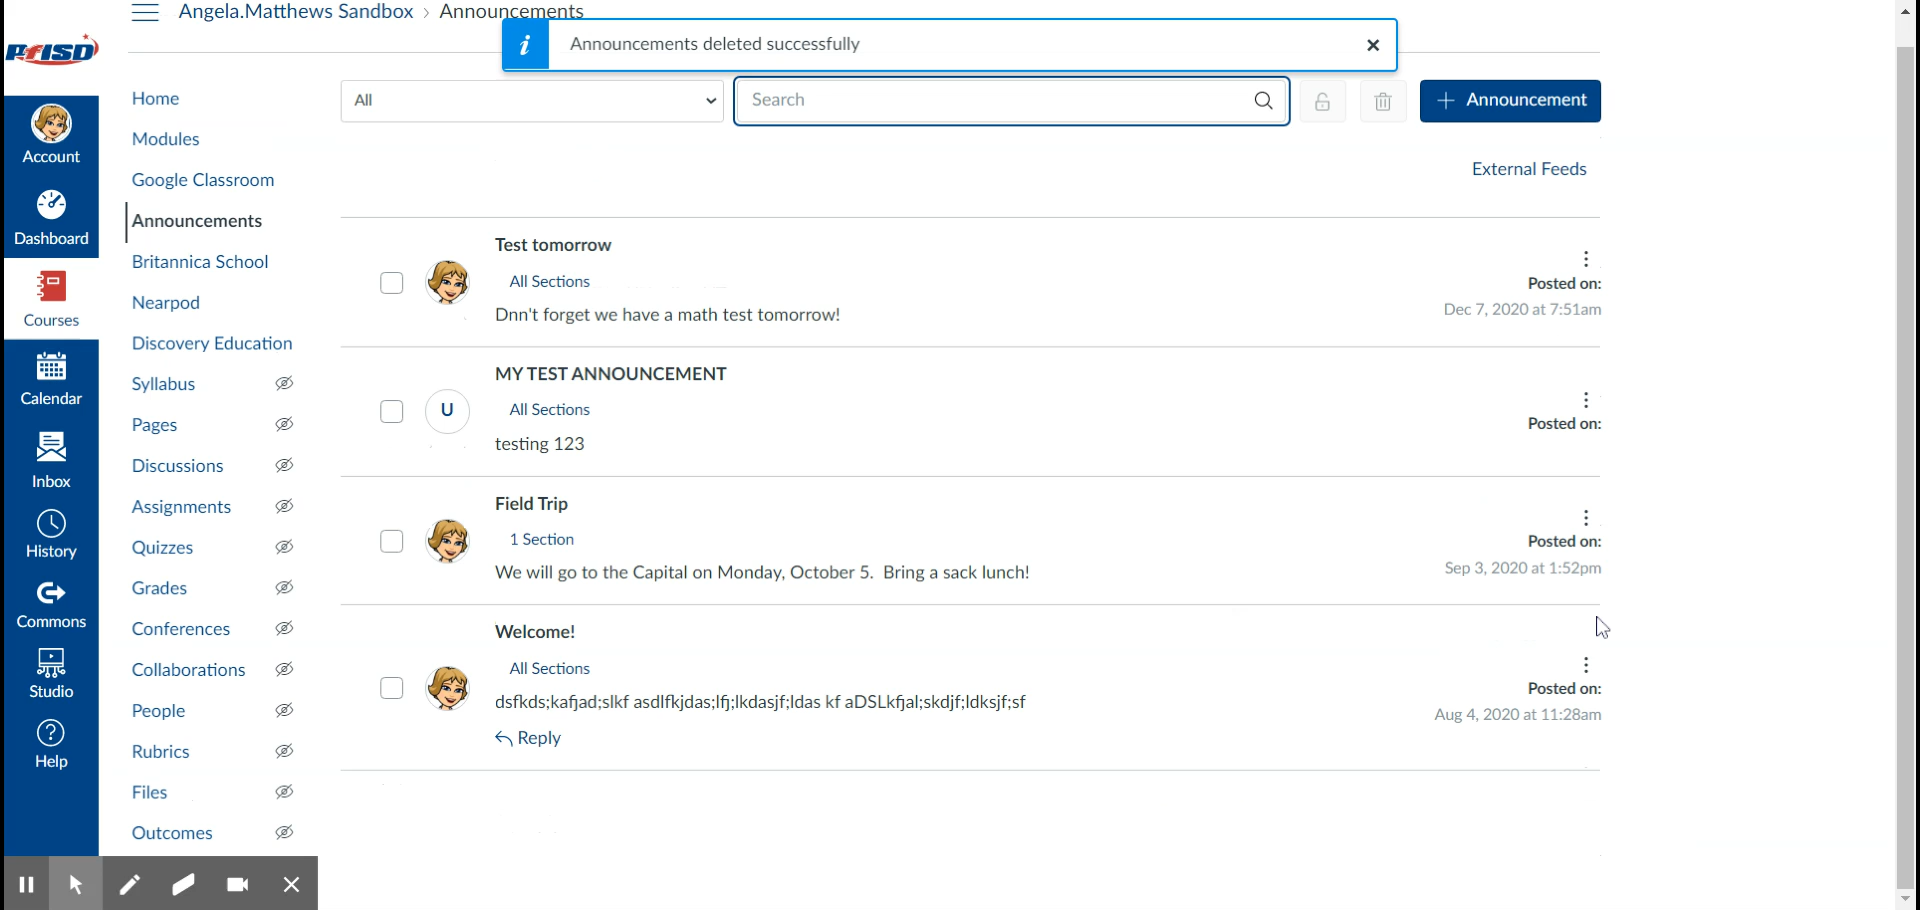 Angela.Matthews Sandbox › Announcements
PfISD
i Announcements deleted successfully ×
All
Search
+ Announcement
External Feeds
Account
Dashboard
Courses
Calendar
Inbox
History
Commons
Studio
Help
Home
Modules
Google Classroom
Announcements
Britannica School
Nearpod
Discovery Education
Syllabus
Pages
Discussions
Assignments
Quizzes
Grades
Conferences
Collaborations
People
Rubrics
Files
Outcomes
Test tomorrow
All Sections
Dnn't forget we have a math test tomorrow!
Posted on:
Dec 7, 2020 at 7:51am
MY TEST ANNOUNCEMENT
U
All Sections
testing 123
Posted on:
Field Trip
1 Section
We will go to the Capital on Monday, October 5. Bring a sack lunch!
Posted on:
Sep 3, 2020 at 1:52pm
Welcome!
All Sections
dsfkds;kafjad;slkf asdlfkjdas;lfj;lkdasjf;ldas kf aDSLkfjal;skdjf;ldksjf;sf
Reply
Posted on:
Aug 4, 2020 at 11:28am